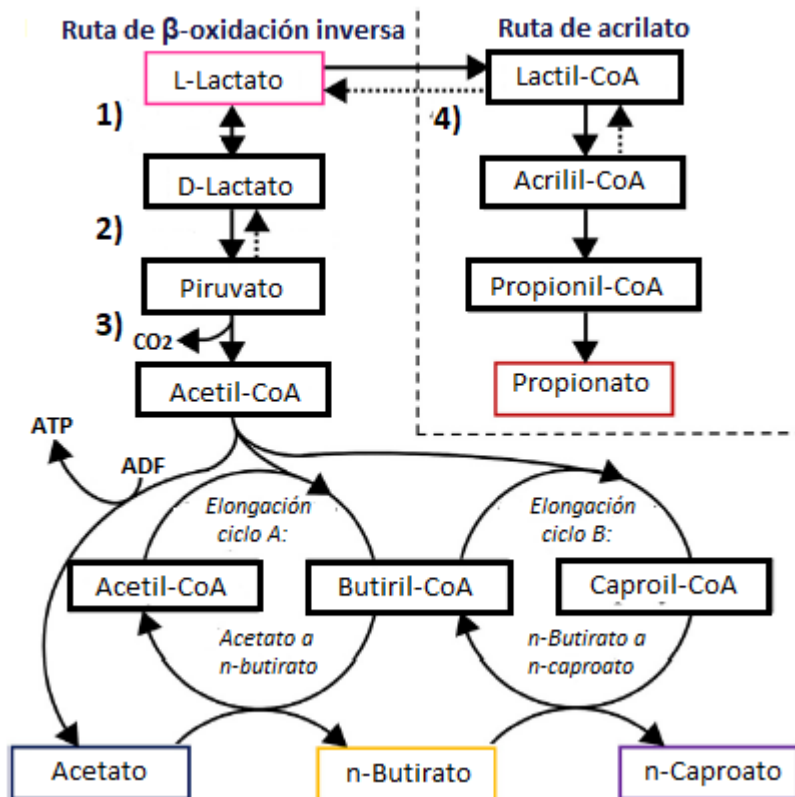 Ruta de β-oxidación inversa
Ruta de acrilato
L-Lactato
Lactil-CoA
1)
4)
D-Lactato
Acrilil-CoA
2)
Piruvato
Propionil-CoA
3)
CO2
Acetil-CoA
Propionato
ATP
ADF
Elongación
ciclo A:
Elongación
ciclo B:
Acetil-CoA
Butiril-CoA
Caproil-CoA
Acetato a
n-butirato
n-Butirato a
n-caproato
Acetato
n-Butirato
n-Caproato